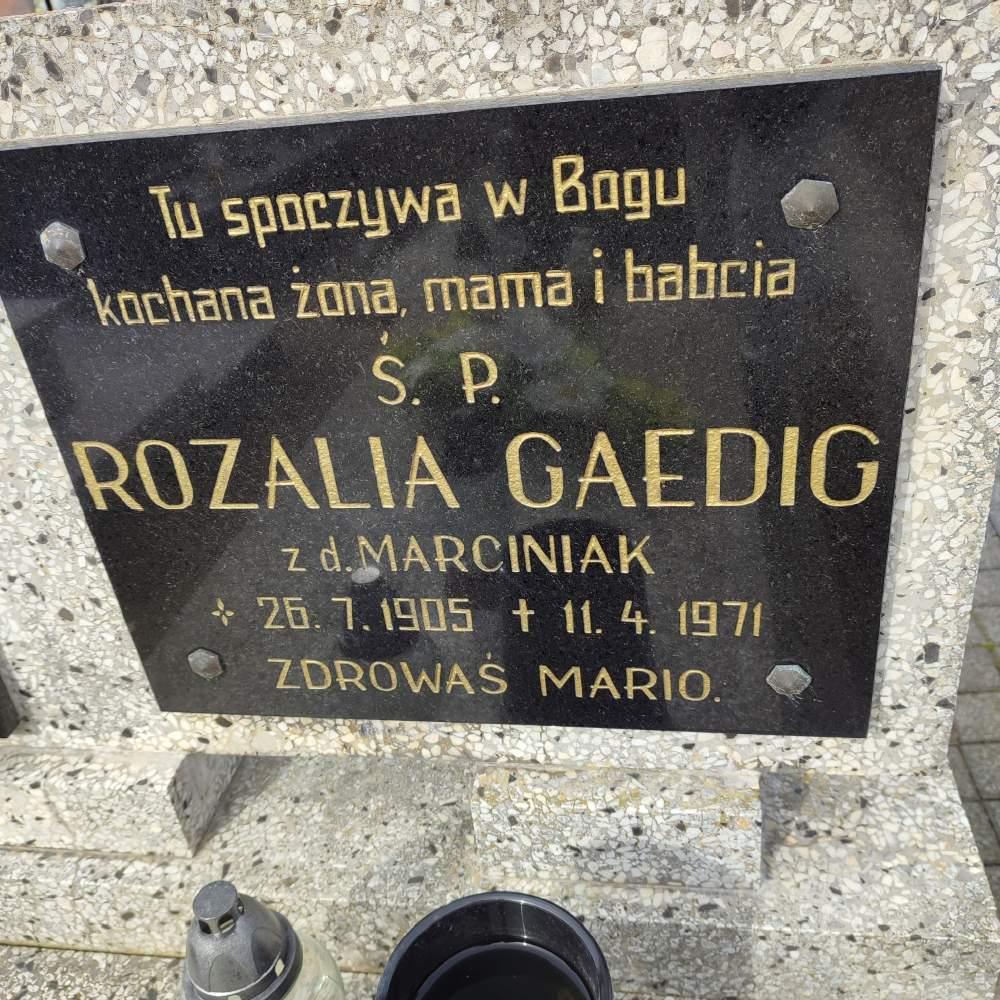 Tu spoczywa w Bogu
kochana żona, mama i babcia
Ś. P.
ROZALIA GAEDIG
z d. MARCINIAK
26. 7. 1905 † 11. 4. 1971
ZDROWAŚ MARIO.